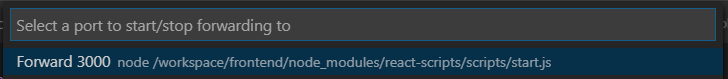 Select a port to start/stop forwarding to
Forward 3000 node /workspace/frontend/node_modules/react-scripts/scripts/start.js